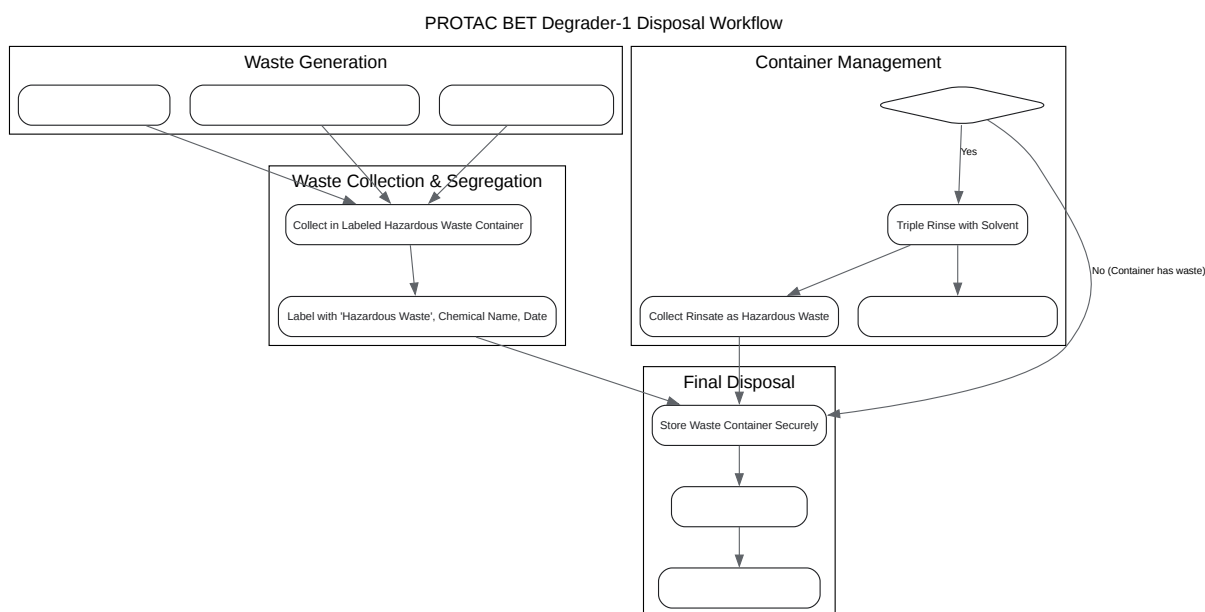 PROTAC BET Degrader-1 Disposal Workflow
Waste Generation
Container Management
Yes
Waste Collection & Segregation
Collect in Labeled Hazardous Waste Container
Triple Rinse with Solvent
No (Container has waste)
Label with 'Hazardous Waste', Chemical Name, Date
Collect Rinsate as Hazardous Waste
Final Disposal
Store Waste Container Securely